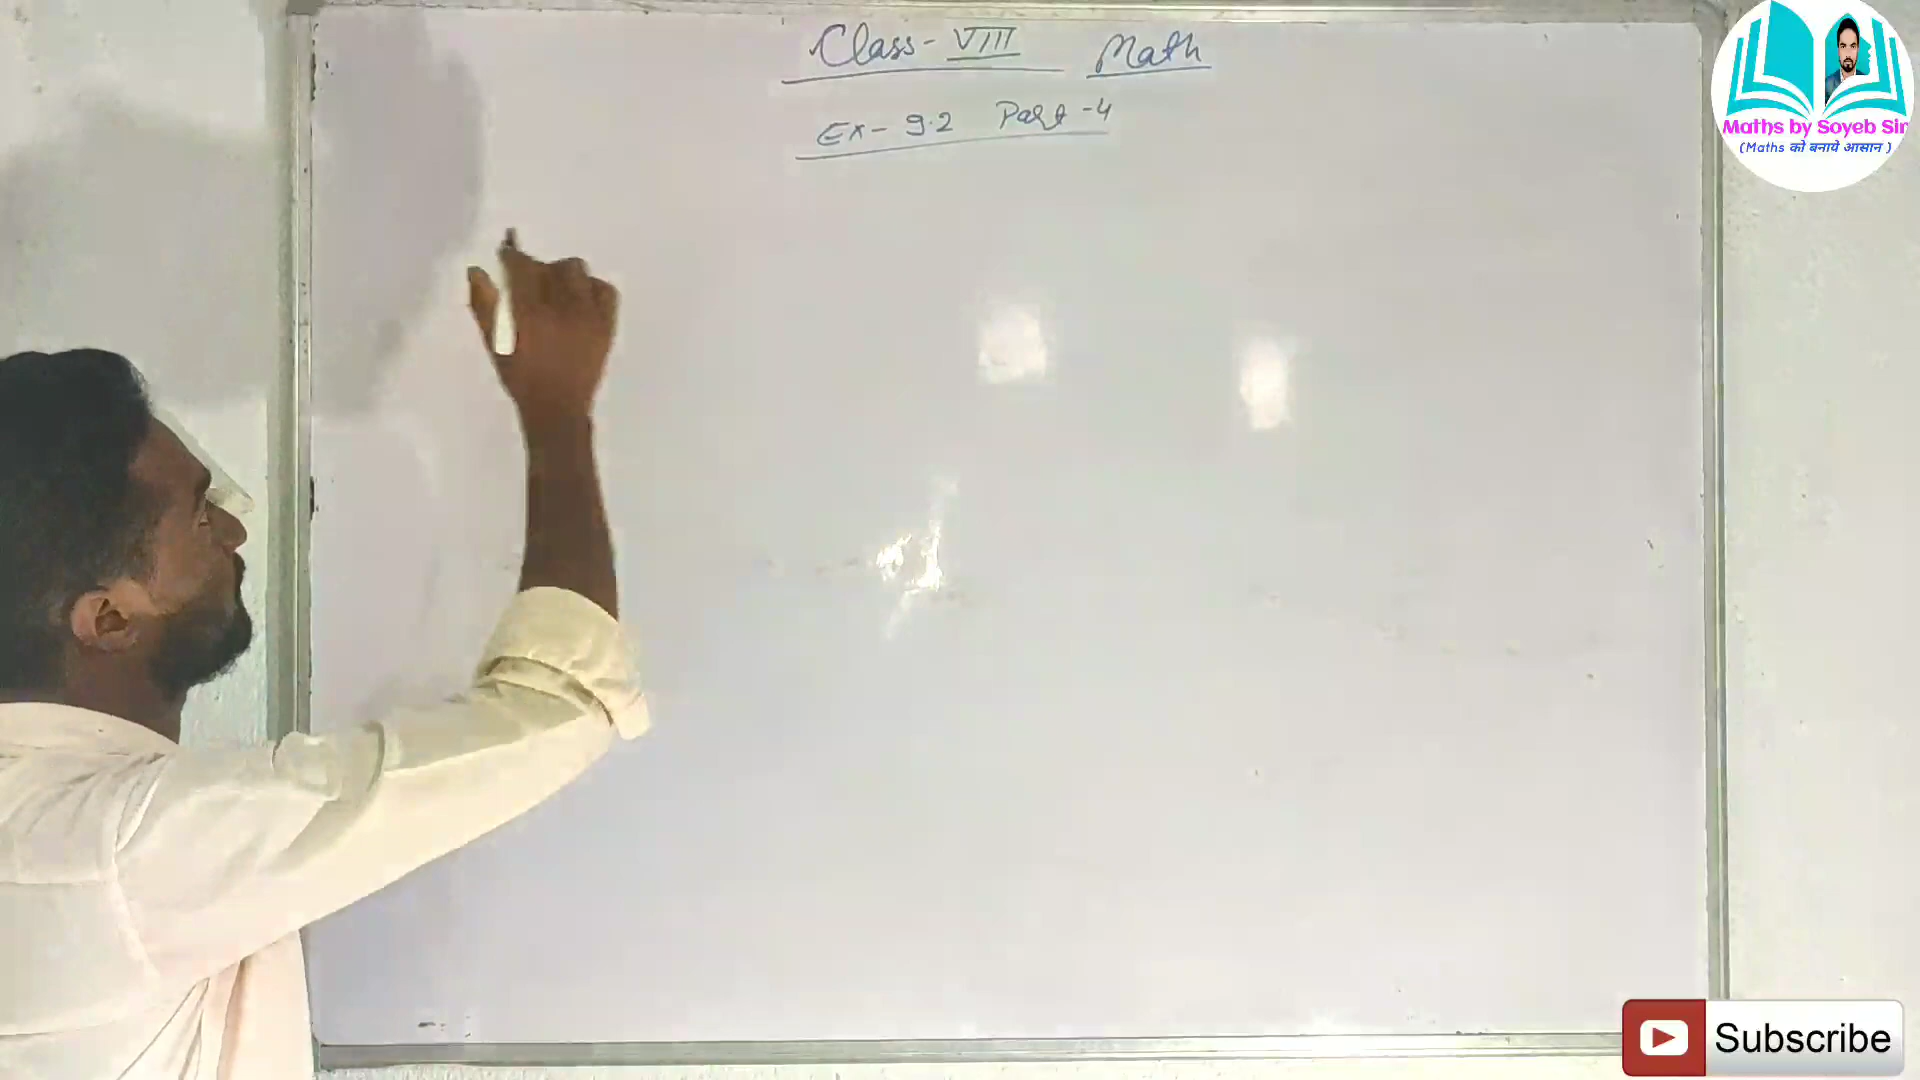 Class- VIII Math
Ex- 9.2 Part -4
Maths by Soyeb Sir
(Maths को बनाये आसान )
Subscribe